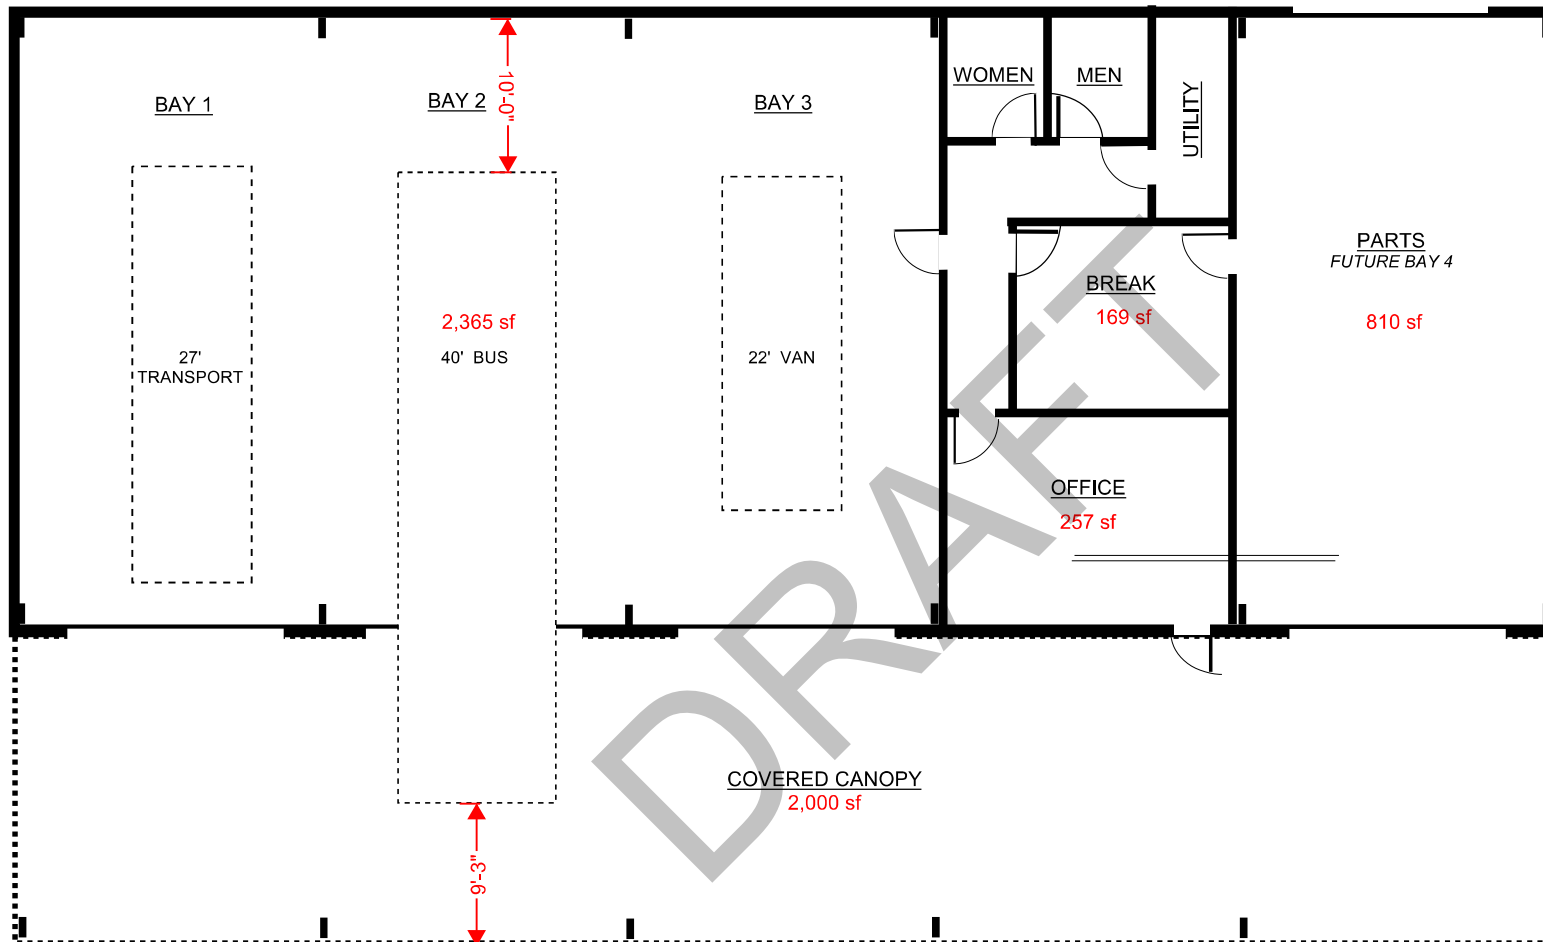 WOMEN
MEN
UTILITY
BAY 1
BAY 2
BAY 3
10'-0"
PARTS
FUTURE BAY 4
810 sf
BREAK
169 sf
2,365 sf
40' BUS
27'
TRANSPORT
22' VAN
OFFICE
257 sf
DRAFT
COVERED CANOPY
2,000 sf
9'-3"